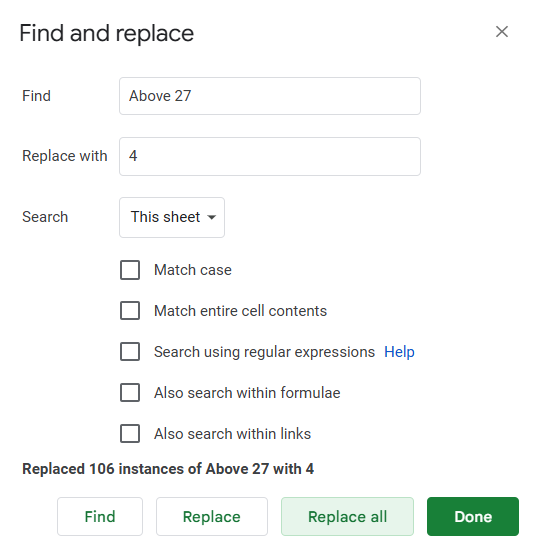 Find and replace
Find
Above 27
Replace with
4
Search
This sheet
Match case
Match entire cell contents
Search using regular expressions Help
Also search within formulae
Also search within links
Replaced 106 instances of Above 27 with 4
Find Replace Replace all Done